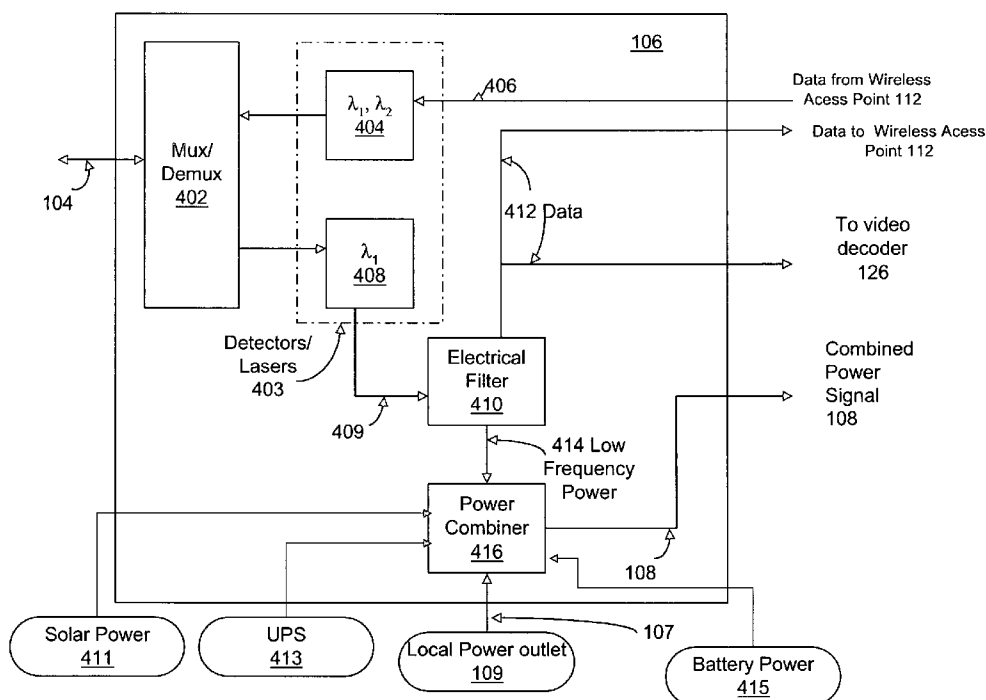 106
Data from Wireless
Acess Point 112
406
λ1, λ2
404
Data to Wireless Acess
Point 112
Mux/
Demux
402
104
412 Data
To video
decoder
126
λ1
408
Detectors/
Lasers
403
Electrical
Filter
410
Combined
Power
Signal
108
409
414 Low
Frequency
Power
Power
Combiner
416
108
107
Solar Power
411
UPS
413
Local Power outlet
109
Battery Power
415